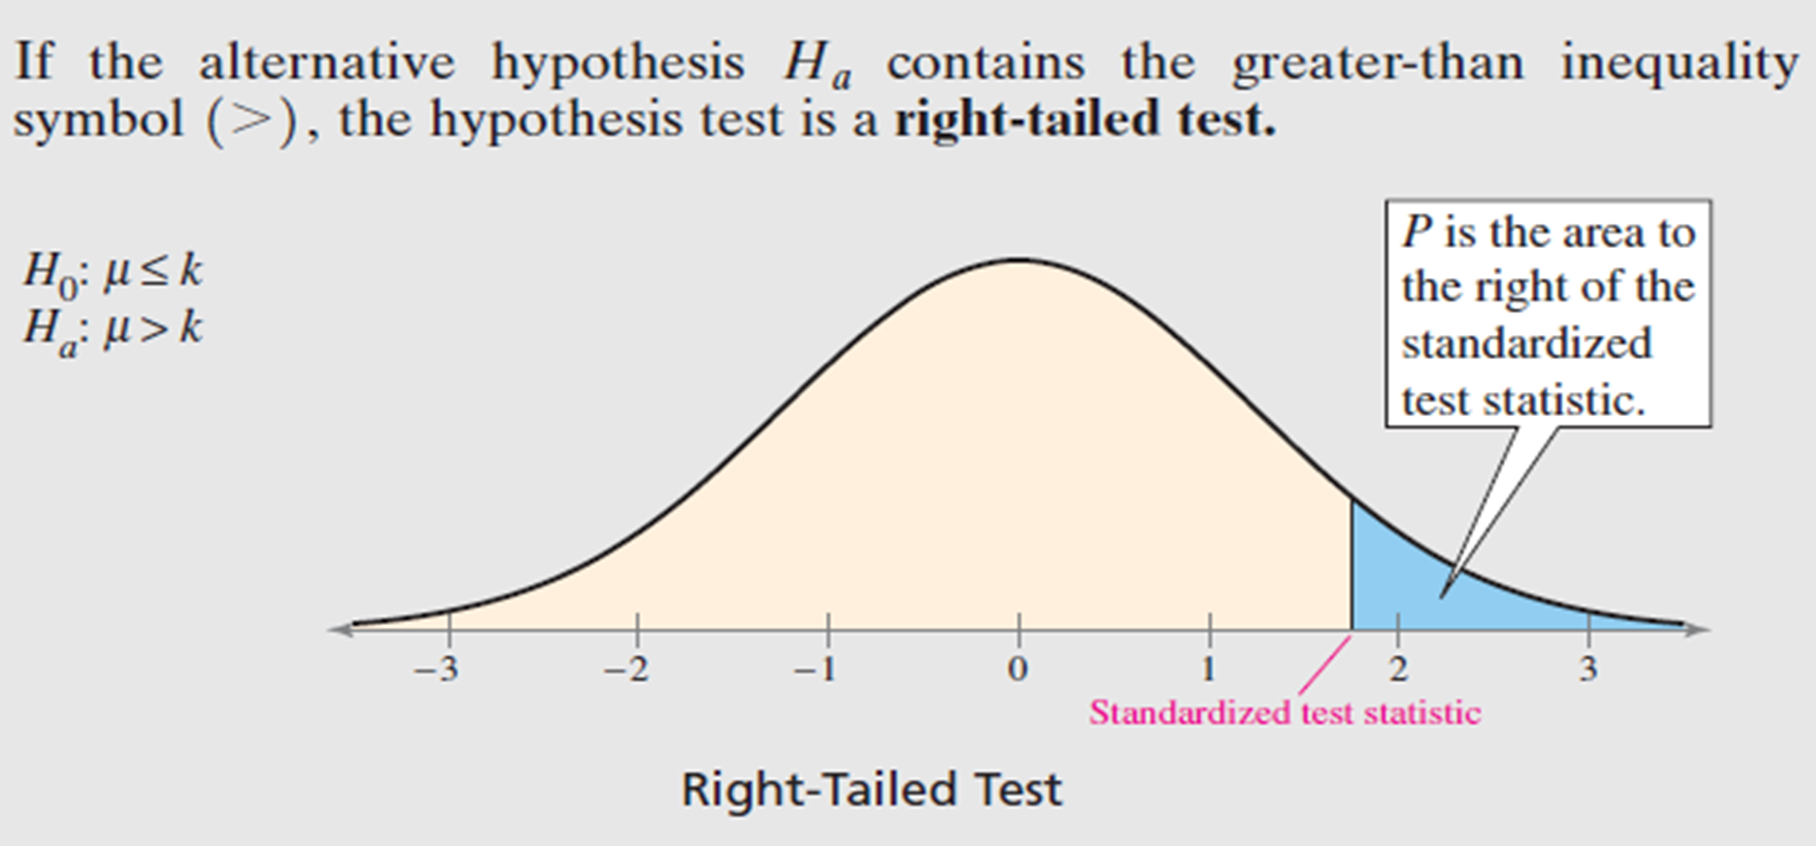 If the alternative hypothesis Hₐ contains the greater-than inequality
symbol (>), the hypothesis test is a right-tailed test.
H₀: μ ≤ k
Hₐ: μ > k
P is the area to
the right of the
standardized
test statistic.
−3 −2 −1 0 1 2 3
Standardized test statistic
Right-Tailed Test